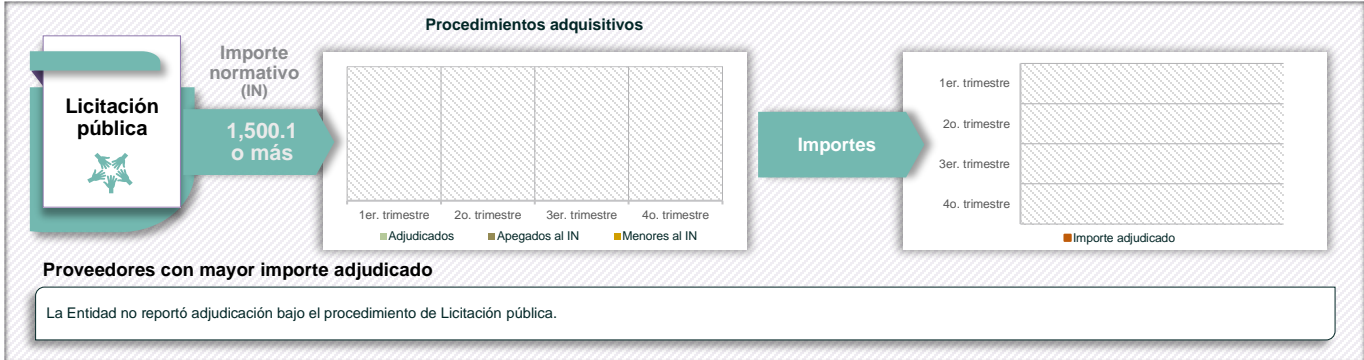 Procedimientos adquisitivos
Licitación
pública
Importe
normativo
(IN)
1,500.1
o más
1er. trimestre 2o. trimestre 3er. trimestre 4o. trimestre
Adjudicados Apegados al IN Menores al IN
Importes
1er. trimestre
2o. trimestre
3er. trimestre
4o. trimestre
Importe adjudicado
Proveedores con mayor importe adjudicado
La Entidad no reportó adjudicación bajo el procedimiento de Licitación pública.